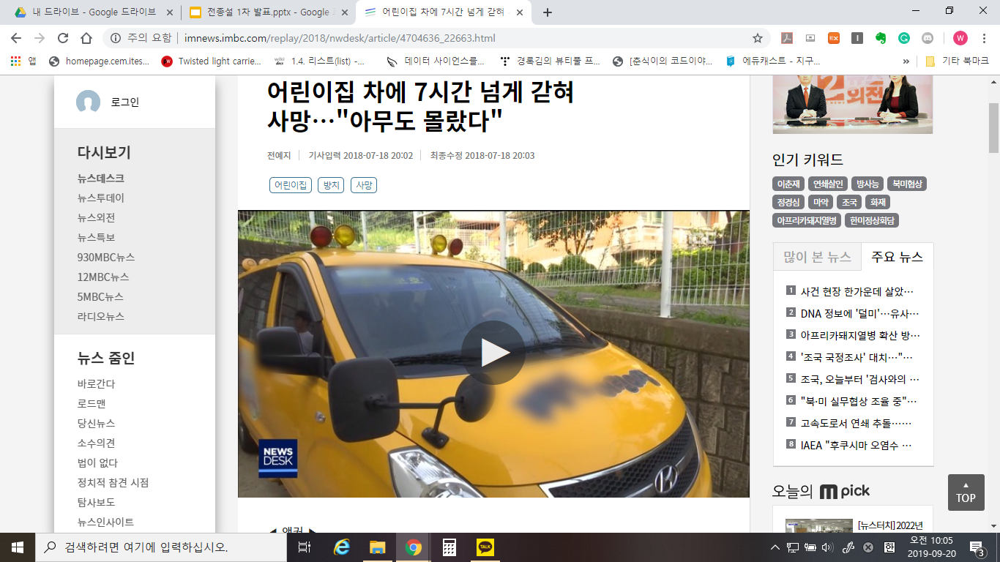 내 드라이브 - Google 드라이브
전종설 1차 발표.pptx - Google
어린이집 차에 7시간 넘게 갇혀
주의 요함
imnews.imbc.com/replay/2018/nwdesk/article/4704636_22663.html
앱
homepage.cem.ites...
Twisted light carrie...
1.4. 리스트(list) -...
데이터 사이언스를...
경록김의 뷰티풀 프...
[춘식이의 코드이야...
에듀캐스트 - 지구...
»
기타 북마크
로그인
다시보기
뉴스데스크
뉴스투데이
뉴스외전
뉴스특보
930MBC뉴스
12MBC뉴스
5MBC뉴스
라디오뉴스
뉴스 줌인
바로간다
로드맨
당신뉴스
소수의견
법이 없다
정치적 참견 시점
탐사보도
뉴스인사이트
어린이집 차에 7시간 넘게 갇혀
사망…"아무도 몰랐다"
전예지 기사입력 2018-07-18 20:02 최종수정 2018-07-18 20:03
어린이집 방치 사망
NEWS
DESK
◀ 앵커 ▶
2
외전
인기 키워드
이춘재 연쇄살인 방사능 북미협상
정경심 마약 조국 화재
아프리카돼지열병 한미정상회담
많이 본 뉴스 주요 뉴스
1 사건 현장 한가운데 살았…
2 DNA 정보에 '덜미'…유사…
3 아프리카돼지열병 확산 방…
4 '조국 국정조사' 대치…"…
5 조국, 오늘부터 '검사와의 …
6 "북·미 실무협상 조율 중"…
7 고속도로서 연쇄 추돌……
8 IAEA "후쿠시마 오염수 …
오늘의 m pick
[뉴스터치]2022년
TOP
검색하려면 여기에 입력하십시오.
TALK
한
오전 10:05
2019-09-20
3